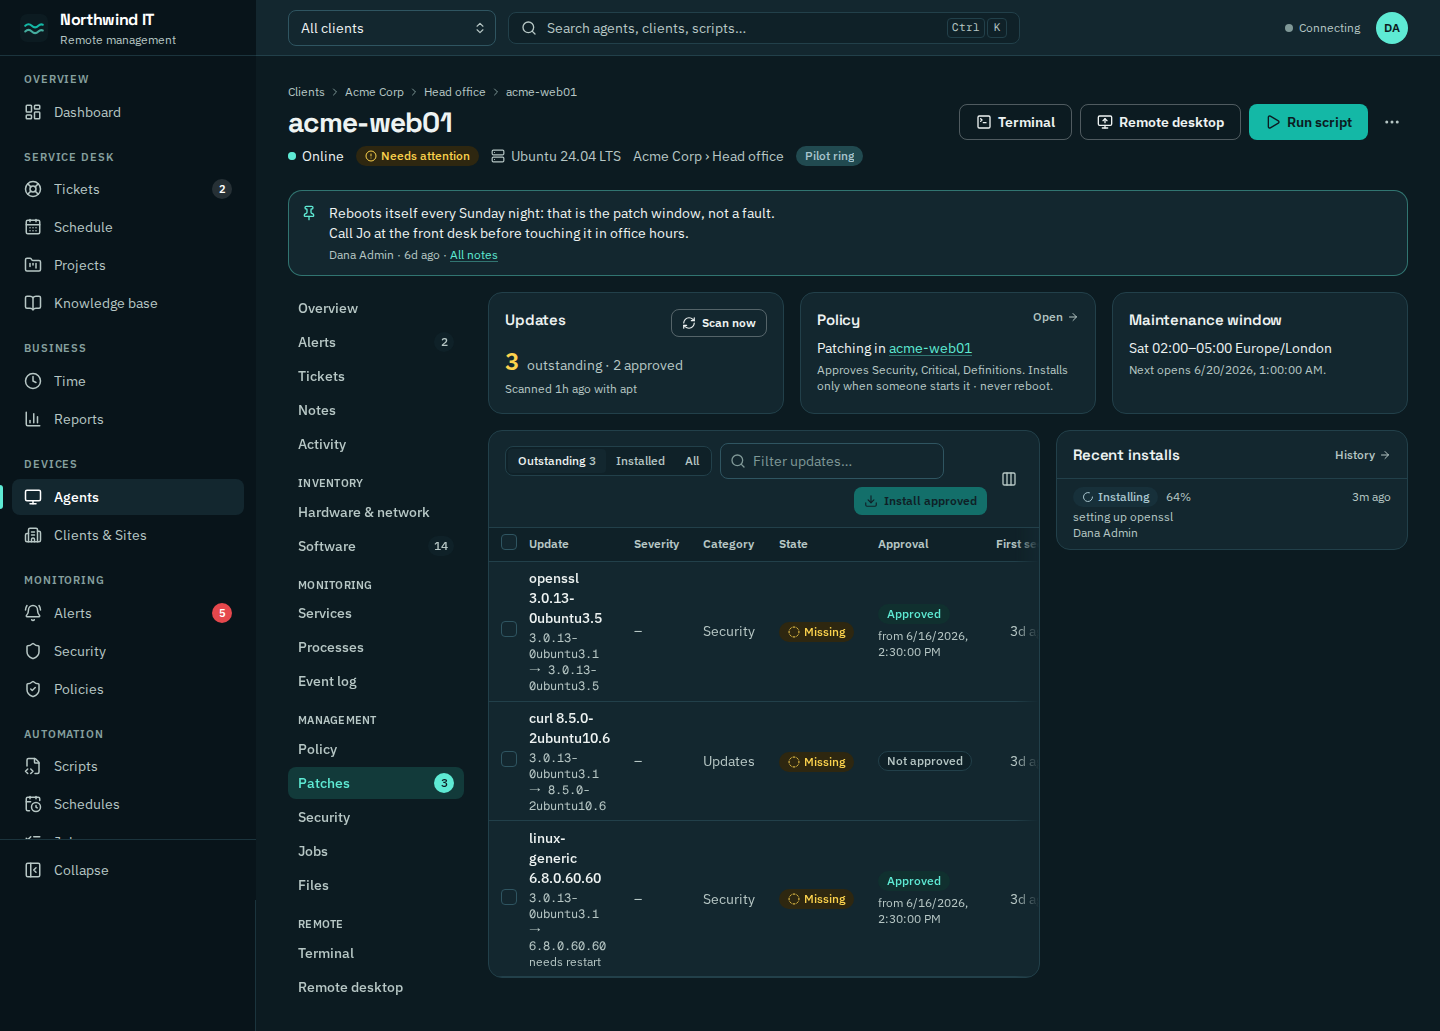 Northwind IT
Remote management
All clients
Search agents, clients, scripts...
Ctrl K
Connecting
DA
OVERVIEW
Dashboard
SERVICE DESK
Tickets 2
Schedule
Projects
Knowledge base
BUSINESS
Time
Reports
DEVICES
Agents
Clients & Sites
MONITORING
Alerts 5
Security
Policies
AUTOMATION
Scripts
Schedules
Collapse
Clients > Acme Corp > Head office > acme-web01
acme-web01
Terminal
Remote desktop
Run script
Online
Needs attention
Ubuntu 24.04 LTS
Acme Corp › Head office
Pilot ring
Reboots itself every Sunday night: that is the patch window, not a fault.
Call Jo at the front desk before touching it in office hours.
Dana Admin · 6d ago · All notes
Overview
Alerts 2
Tickets
Notes
Activity
INVENTORY
Hardware & network
Software 14
MONITORING
Services
Processes
Event log
MANAGEMENT
Policy
Patches 3
Security
Jobs
Files
REMOTE
Terminal
Remote desktop
Updates
Scan now
3 outstanding · 2 approved
Scanned 1h ago with apt
Policy
Open →
Patching in acme-web01
Approves Security, Critical, Definitions. Installs
only when someone starts it · never reboot.
Maintenance window
Sat 02:00–05:00 Europe/London
Next opens 6/20/2026, 1:00:00 AM.
Outstanding 3 Installed All
Filter updates...
Install approved
Update Severity Category State Approval First se
openssl
3.0.13-
0ubuntu3.5
3.0.13-
0ubuntu3.1
→ 3.0.13-
0ubuntu3.5
–
Security
Missing
Approved
from 6/16/2026,
2:30:00 PM
3d a
curl 8.5.0-
2ubuntu10.6
3.0.13-
0ubuntu3.1
→ 8.5.0-
2ubuntu10.6
–
Updates
Missing
Not approved
3d a
linux-
generic
6.8.0.60.60
3.0.13-
0ubuntu3.1
→
6.8.0.60.60
needs restart
–
Security
Missing
Approved
from 6/16/2026,
2:30:00 PM
3d a
Recent installs
History →
Installing 64% 3m ago
setting up openssl
Dana Admin